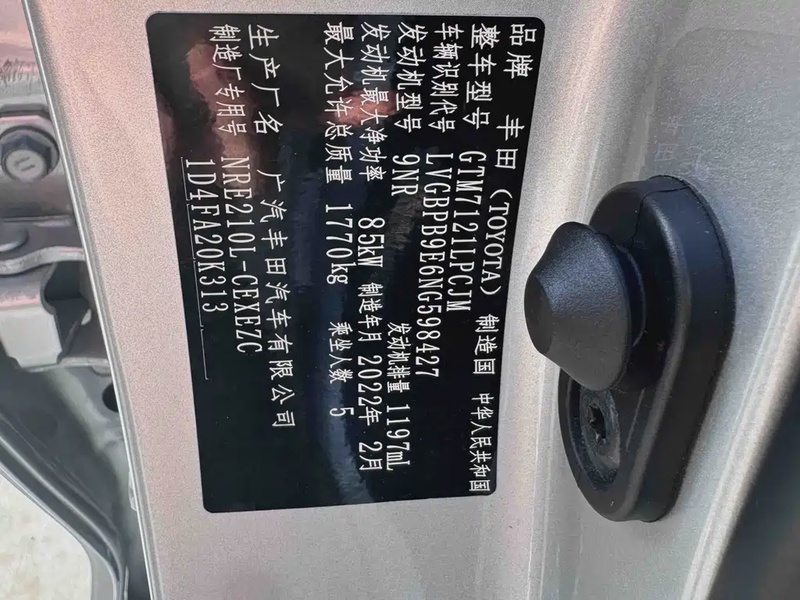 品牌 丰田（TOYOTA） 制造国 中华人民共和国
整车型号 GTM7121LPCJM
车辆识别代号 LVGBPB9E6NG598427
发动机型号 9NR 发动机排量 1197mL
发动机最大净功率 85kW 制造年月 2022年 2月
最大允许总质量 1770kg 乘坐人数 5
生产厂名 广汽丰田汽车有限公司
制造厂专用号 NRE210L-CEXEZC
1D4FA20K313